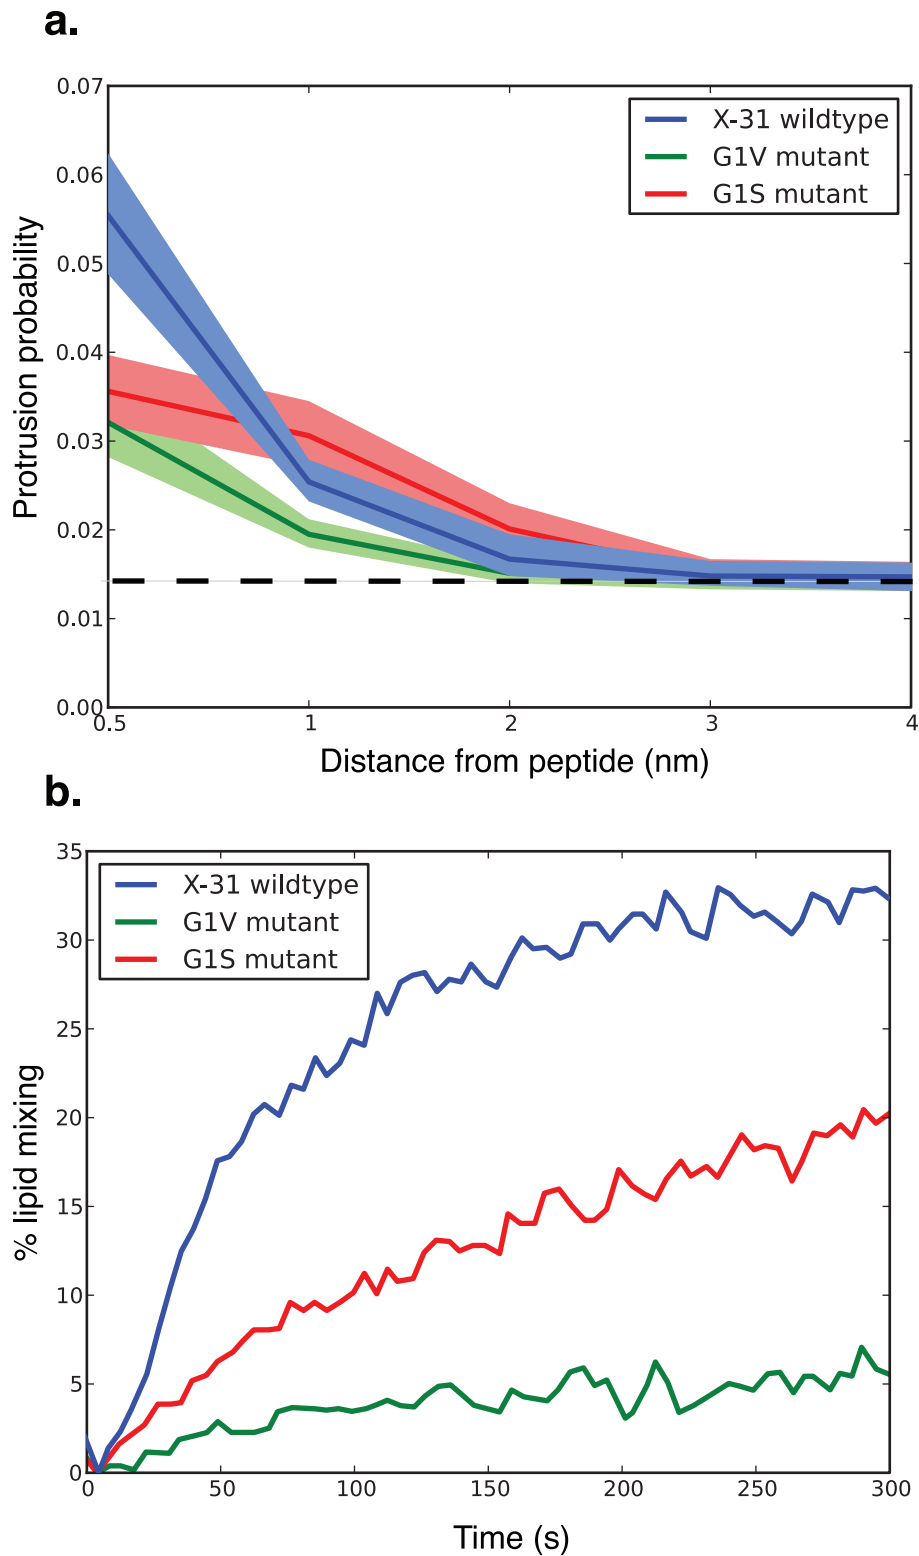 a.
0.07
0.06
0.05
0.04
0.03
0.02
0.01
0.00
Protrusion probability
X-31 wildtype
G1V mutant
G1S mutant
0.5 1 2 3 4
Distance from peptide (nm)
b.
35
30
25
20
15
10
5
0
% lipid mixing
X-31 wildtype
G1V mutant
G1S mutant
0 50 100 150 200 250 300
Time (s)